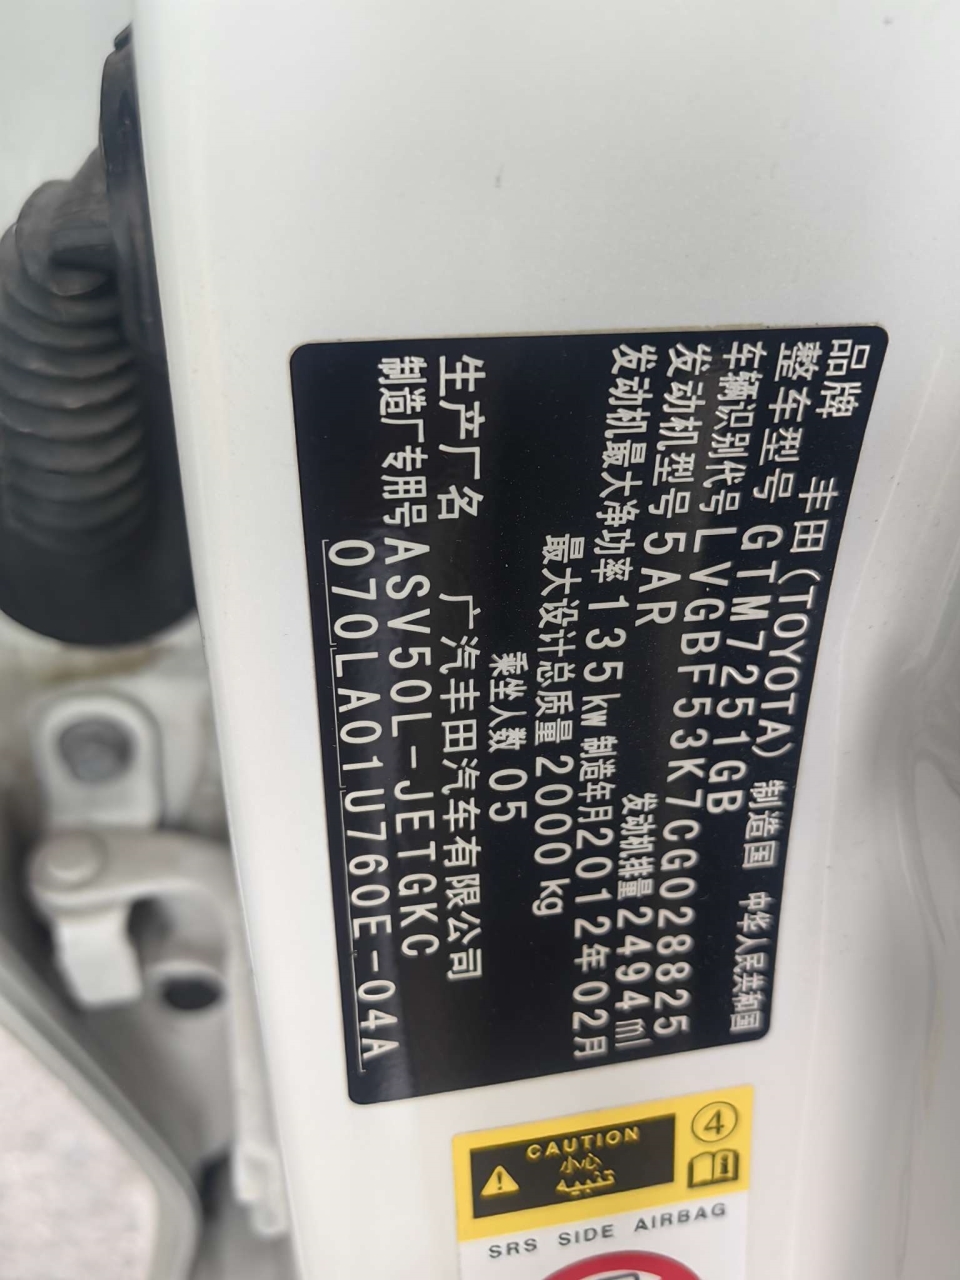 品牌 丰田(TOYOTA) 制造国 中华人民共和国
整车型号 GTM7251GB
车辆识别代号 LVGBF53K7CG028825
发动机型号 5AR 发动机排量 2494ml
发动机最大净功率 135kw 制造年月 2012年02月
最大设计总质量 2000kg
乘坐人数 05
生产厂名 广汽丰田汽车有限公司
制造厂专用号 ASV50L-JETGKC
070LA01U760E-04A
CAUTION
小心
4
SRS SIDE AIRBAG